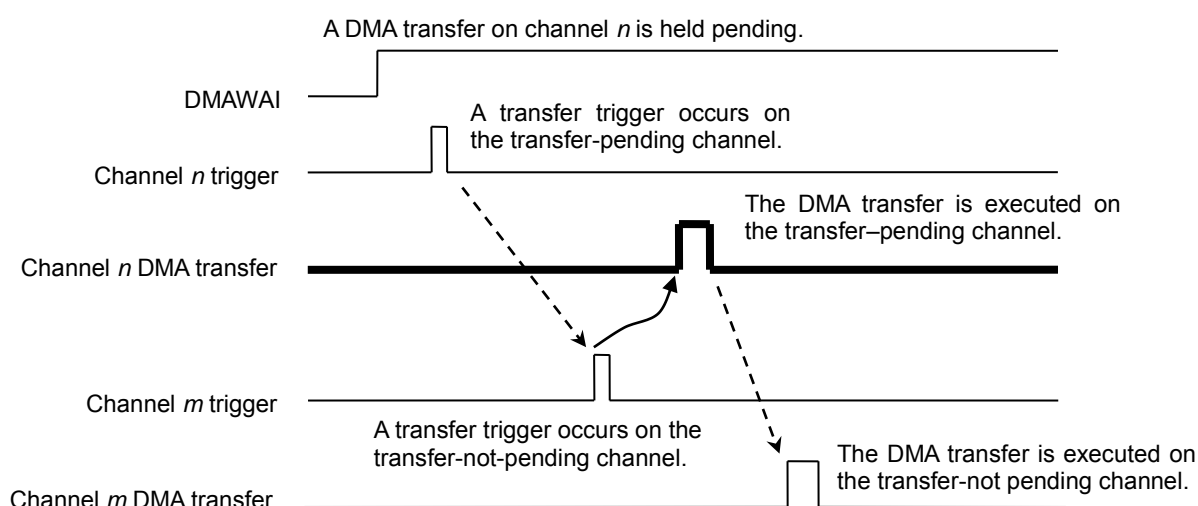 A DMA transfer on channel n is held pending.
DMAWAI
A transfer trigger occurs on
the transfer-pending channel.
Channel n trigger
The DMA transfer is executed on
the transfer–pending channel.
Channel n DMA transfer
Channel m trigger
A transfer trigger occurs on the
transfer-not-pending channel.
The DMA transfer is executed on
the transfer-not pending channel.
Channel m DMA transfer